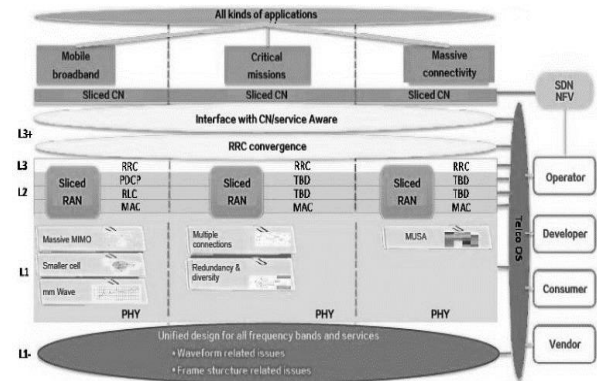 All kinds of applications
Mobile broadband
Critical missions
Massive connectivity
Sliced CN
Sliced CN
Sliced CN
SDN
NFV
Interface with CN/service Aware
L3+
RRC convergence
L3
RRC
RRC
RRC
Sliced RAN
PDCP
Sliced RAN
TBD
Sliced RAN
TBD
L2
RLC
TBD
TBD
MAC
MAC
MAC
Operator
Telco OS
Massive MIMO
Multiple connections
MUSA
Developer
Smaller cell
Redundancy & diversity
L1
mm Wave
Consumer
PHY
PHY
PHY
Unified design for all frequency bands and services
• Waveform related issues
• Frame sturcture related issues
L1-
Vendor